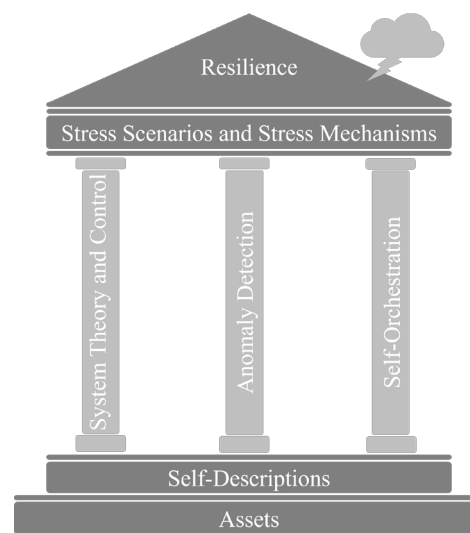 Resilience
Stress Scenarios and Stress Mechanisms
System Theory and Control
Anomaly Detection
Self-Orchestration
Self-Descriptions
Assets